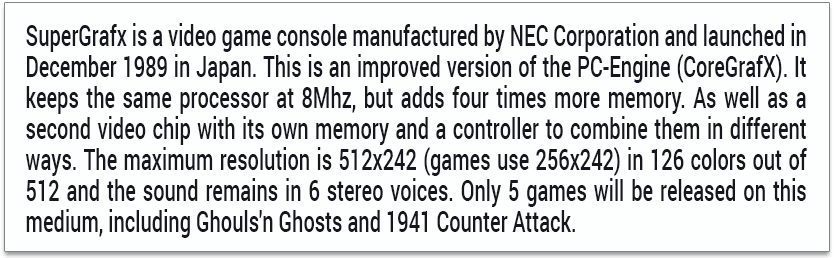 SuperGrafx is a video game console manufactured by NEC Corporation and launched in
December 1989 in Japan. This is an improved version of the PC-Engine (CoreGrafX). It
keeps the same processor at 8Mhz, but adds four times more memory. As well as a
second video chip with its own memory and a controller to combine them in different
ways. The maximum resolution is 512x242 (games use 256x242) in 126 colors out of
512 and the sound remains in 6 stereo voices. Only 5 games will be released on this
medium, including Ghouls'n Ghosts and 1941 Counter Attack.